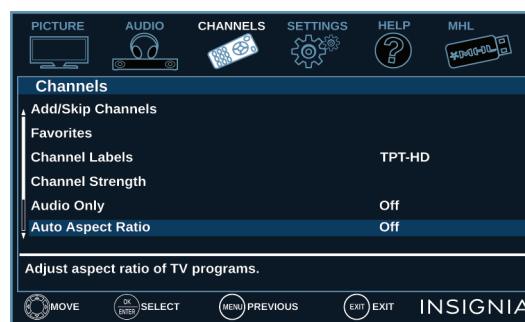 PICTURE AUDIO CHANNELS SETTINGS HELP MHL
MHL
Channels
Add/Skip Channels
Favorites
Channel Labels TPT-HD
Channel Strength
Audio Only Off
Auto Aspect Ratio Off
Adjust aspect ratio of TV programs.
MOVE OK ENTER SELECT MENU PREVIOUS EXIT EXIT INSIGNIA